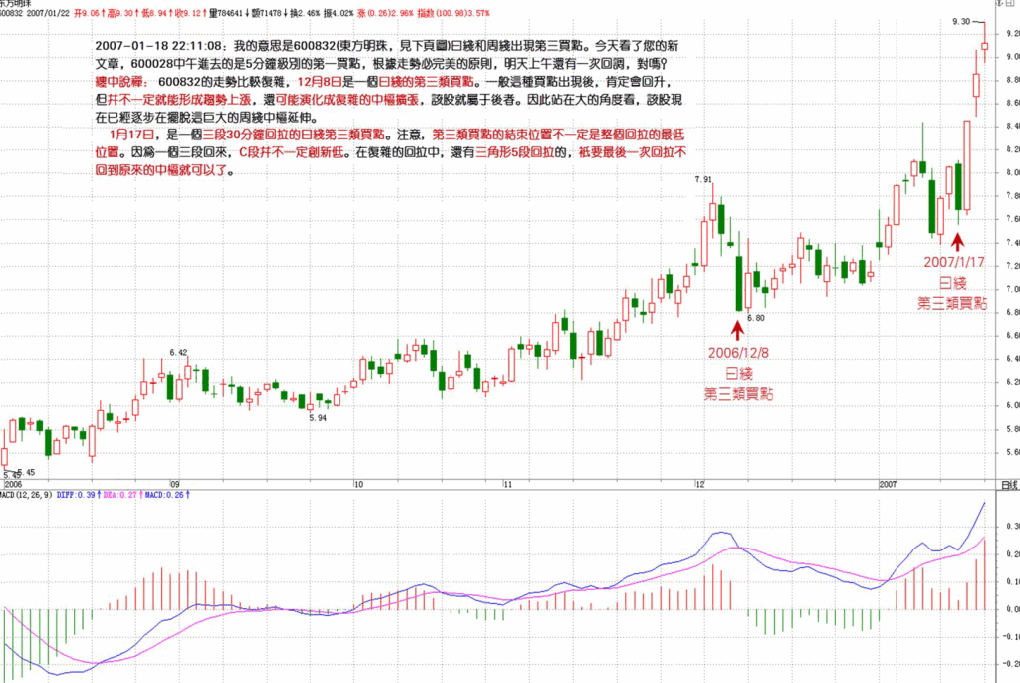 东方明珠
600832 2007/01/22 开9.06↑高9.30↑低8.94↑收9.12↑量784641↓额71478↓换2.46% 振4.02% 涨(0.26)2.96% 指数(100.98)3.57%
2007-01-18 22:11:08：我的意思是600832(東方明珠，見下頁圖)曰綫和周綫出現第三買點。今天看了您的新
文章，600028中午進去的是5分鐘級別的第一買點，根據走勢必完美的原則，明天上午還有一次回調，對嗎？
纏中說禪： 600832的走勢比較復雜，12月8日是一個曰綫的第三類買點。一般這種買點出現後，肯定會回升，
但幷不一定就能形成趨勢上漲，還可能演化成復雜的中樞擴張，該股就屬于後者。因此站在大的角度看，該股現
在已經逐步在擺脫這巨大的周綫中樞延伸。
1月17日，是一個三段30分鐘回拉的曰綫第三類買點。注意，第三類買點的結束位置不一定是整個回拉的最低
位置。因爲一個三段回來，C段幷不一定創新低。在復雜的回拉中，還有三角形5段回拉的，衹要最後一次回拉不
回到原來的中樞就可以了。
9.30
9.20
9.00
8.80
8.60
8.40
8.20
8.00
7.91
7.80
7.60
7.40
7.20
2007/1/17
曰綫
第三類買點
7.00
6.80
6.80
6.60
2006/12/8
曰綫
第三類買點
6.42
6.40
6.20
6.00
5.94
5.80
5.60
5.45
5.45
2006
09
10
11
12
2007
日线
MACD(12,26,9) DIFF:0.39↑ DEA:0.27↑ MACD:0.26↑
0.30
0.20
0.10
0.00
-0.10
-0.20